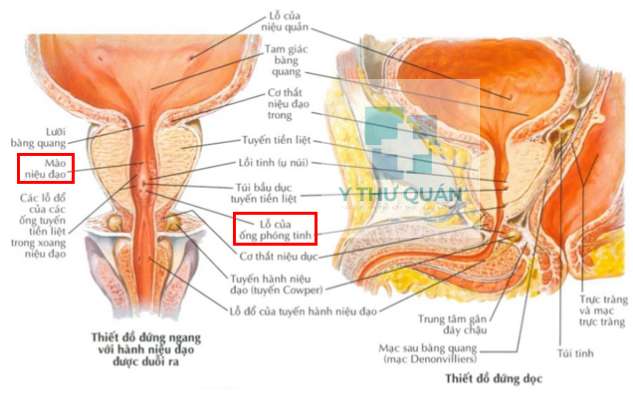 Lỗ của
niệu quản
Tam giác
bàng
quang
Cơ thắt
niệu đạo
trong
Lưỡi
bàng quang
Tuyến tiền liệt
Mào
niệu đạo
Lồi tinh (ụ núi)
Túi bầu dục
tuyến tiền liệt
Y THƯ QUÁN
Các lỗ đổ
của các
ống tuyến
tiền liệt
trong xoang
niệu đạo
Lỗ của
ống phóng tinh
Cơ thắt niệu dục
Tuyến hành niệu
đạo (tuyến Cowper)
Lỗ đổ của tuyến hành niệu đạo
Trung tâm gân
đáy chậu
Trực tràng
và mạc
trực tràng
Mạc sau bàng quang
(mạc Denonvilliers)
Túi tinh
Thiết đồ đứng ngang
với hành niệu đạo
được duỗi ra
Thiết đồ đứng dọc